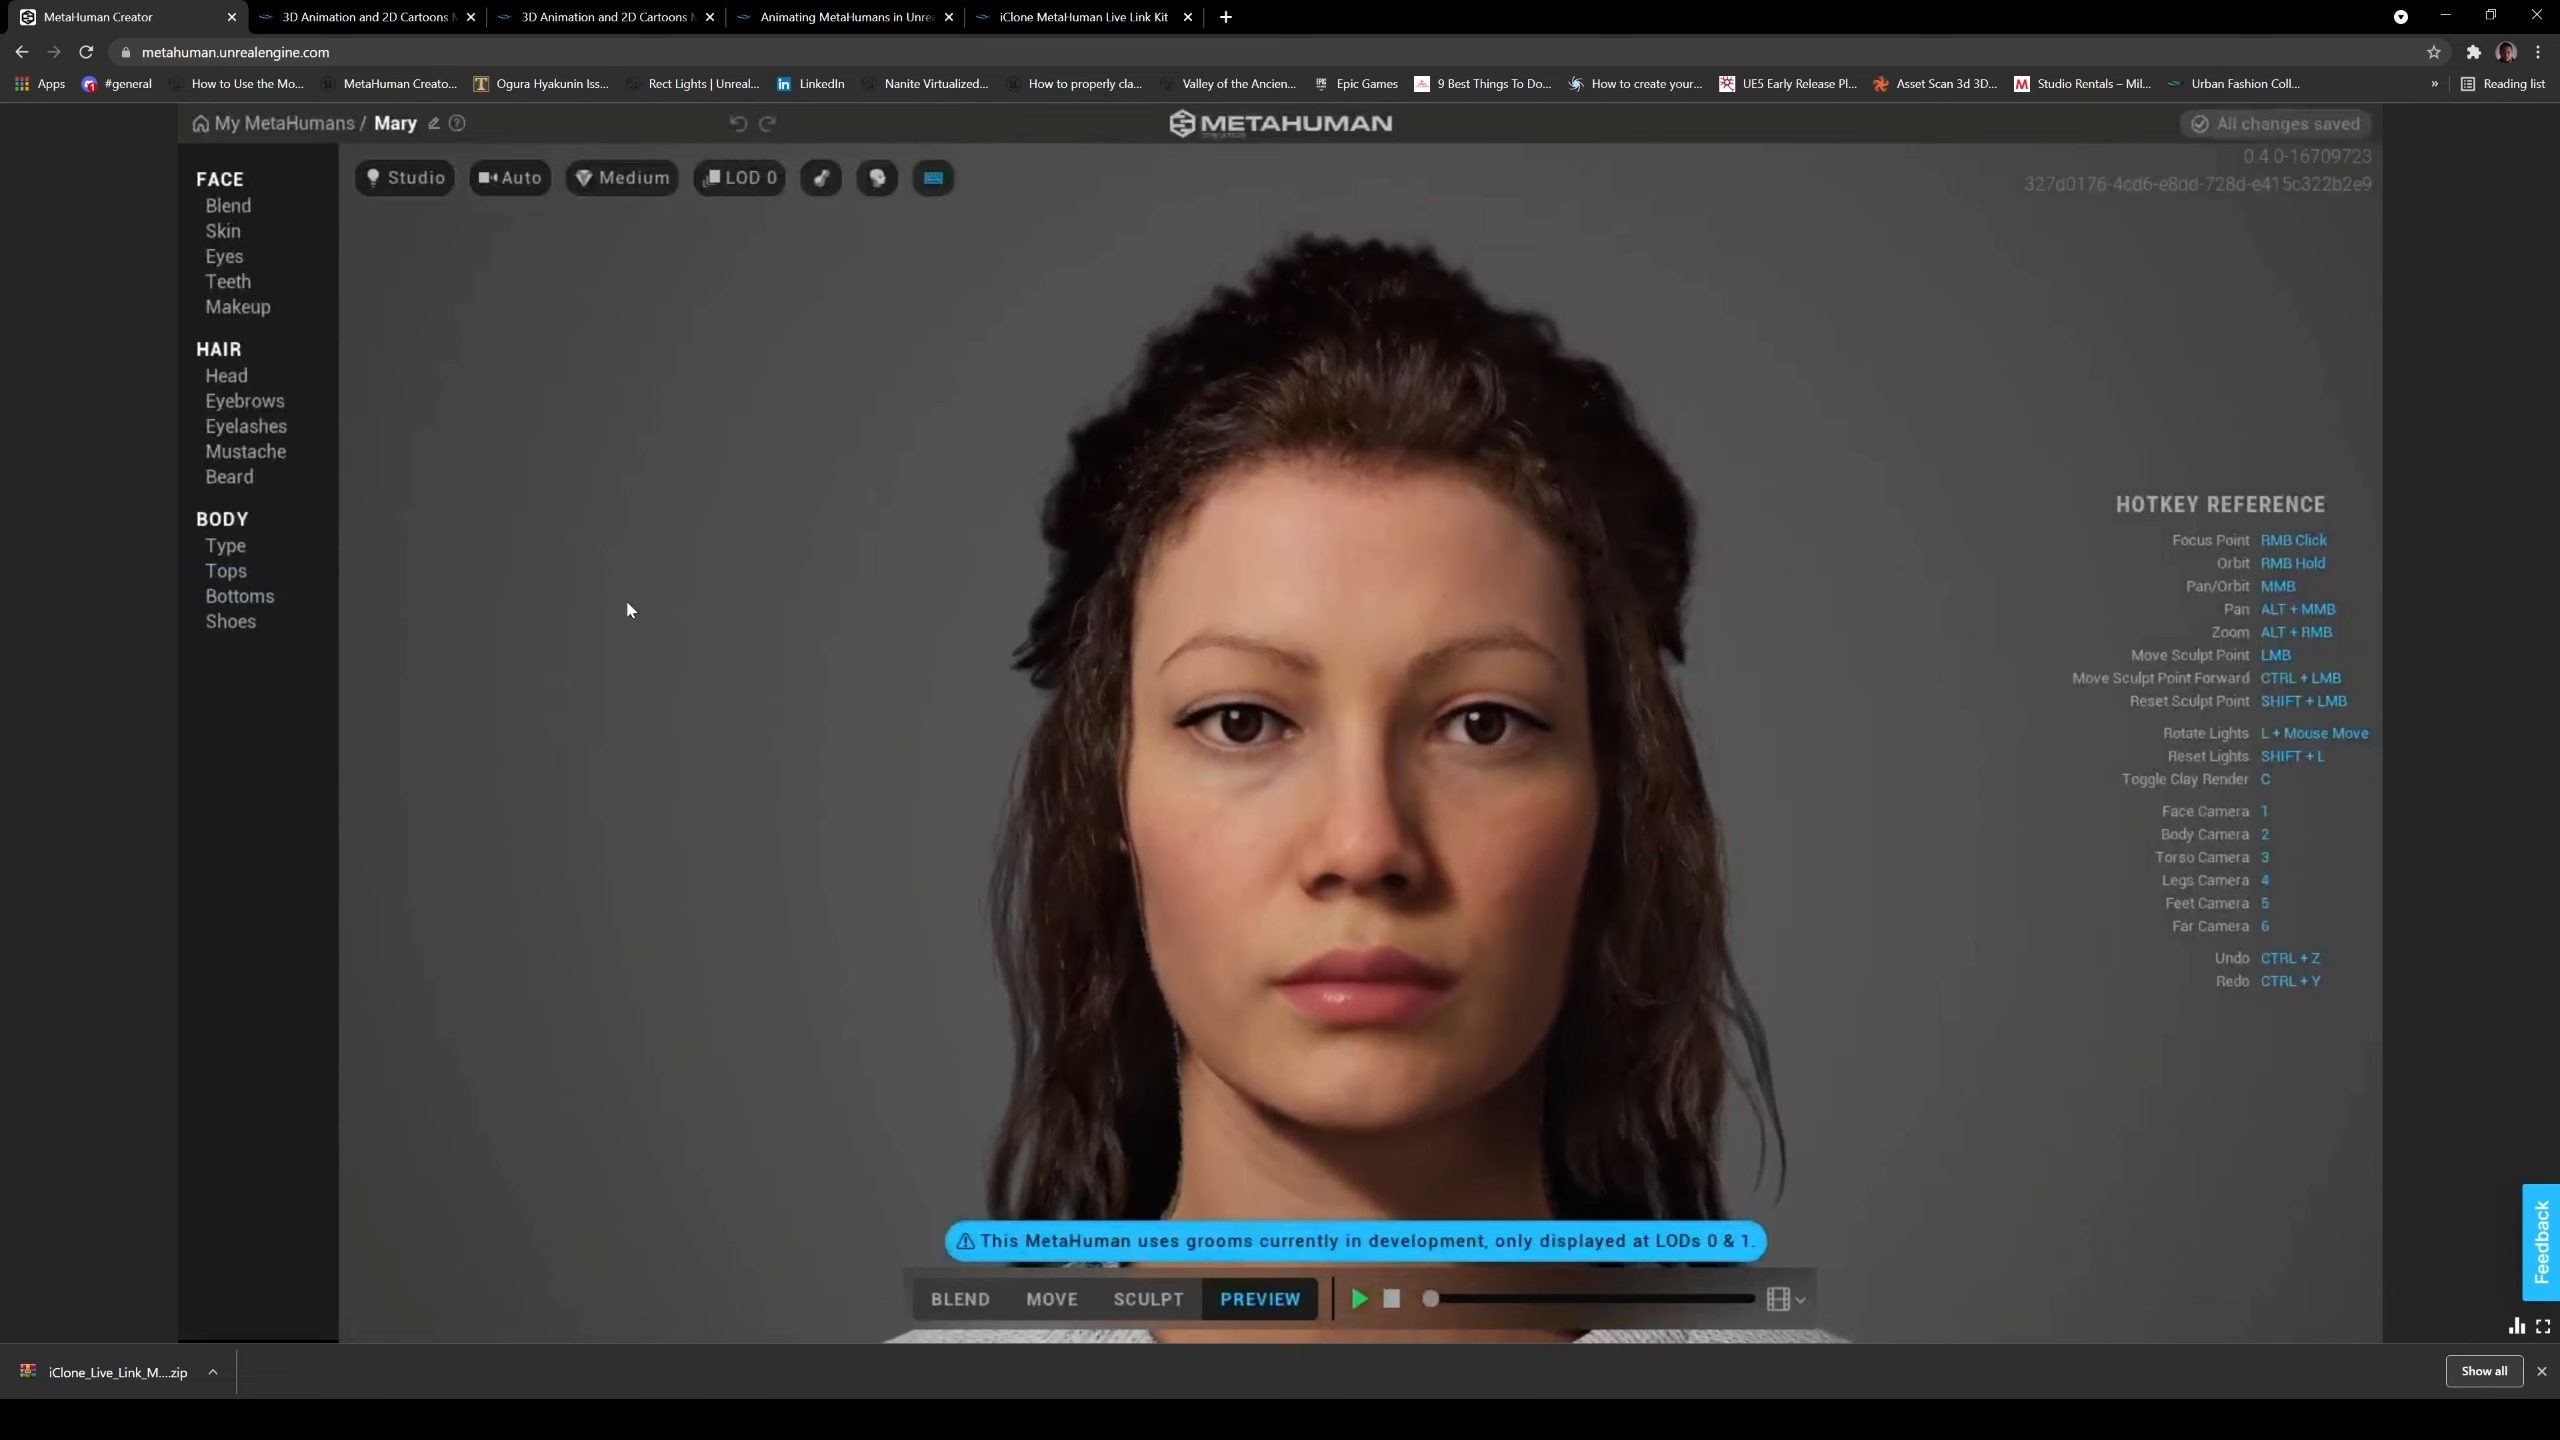 MetaHuman Creator
3D Animation and 2D Cartoons M
3D Animation and 2D Cartoons M
Animating MetaHumans in Unrea
iClone MetaHuman Live Link Kit
metahuman.unrealengine.com
Apps
#general
How to Use the Mo...
MetaHuman Creato...
Ogura Hyakunin Iss...
Rect Lights | Unreal...
LinkedIn
Nanite Virtualized...
How to properly cla...
Valley of the Ancien...
Epic Games
9 Best Things To Do...
How to create your...
UE5 Early Release Pl...
Asset Scan 3d 3D...
Studio Rentals – Mil...
Urban Fashion Coll...
»
Reading list
My MetaHumans / Mary
METAHUMAN
CREATOR
All changes saved
0.4.0-16709723
327d0176-4cd6-e8dd-728d-e415c322b2e9
Studio
Auto
Medium
LOD 0
FACE
Blend
Skin
Eyes
Teeth
Makeup
HAIR
Head
Eyebrows
Eyelashes
Mustache
Beard
BODY
Type
Tops
Bottoms
Shoes
HOTKEY REFERENCE
Focus Point RMB Click
Orbit RMB Hold
Pan/Orbit MMB
Pan ALT + MMB
Zoom ALT + RMB
Move Sculpt Point LMB
Move Sculpt Point Forward CTRL + LMB
Reset Sculpt Point SHIFT + LMB
Rotate Lights L + Mouse Move
Reset Lights SHIFT + L
Toggle Clay Render C
Face Camera 1
Body Camera 2
Torso Camera 3
Legs Camera 4
Feet Camera 5
Far Camera 6
Undo CTRL + Z
Redo CTRL + Y
Feedback
This MetaHuman uses grooms currently in development, only displayed at LODs 0 & 1.
BLEND
MOVE
SCULPT
PREVIEW
iClone_Live_Link_M....zip
Show all